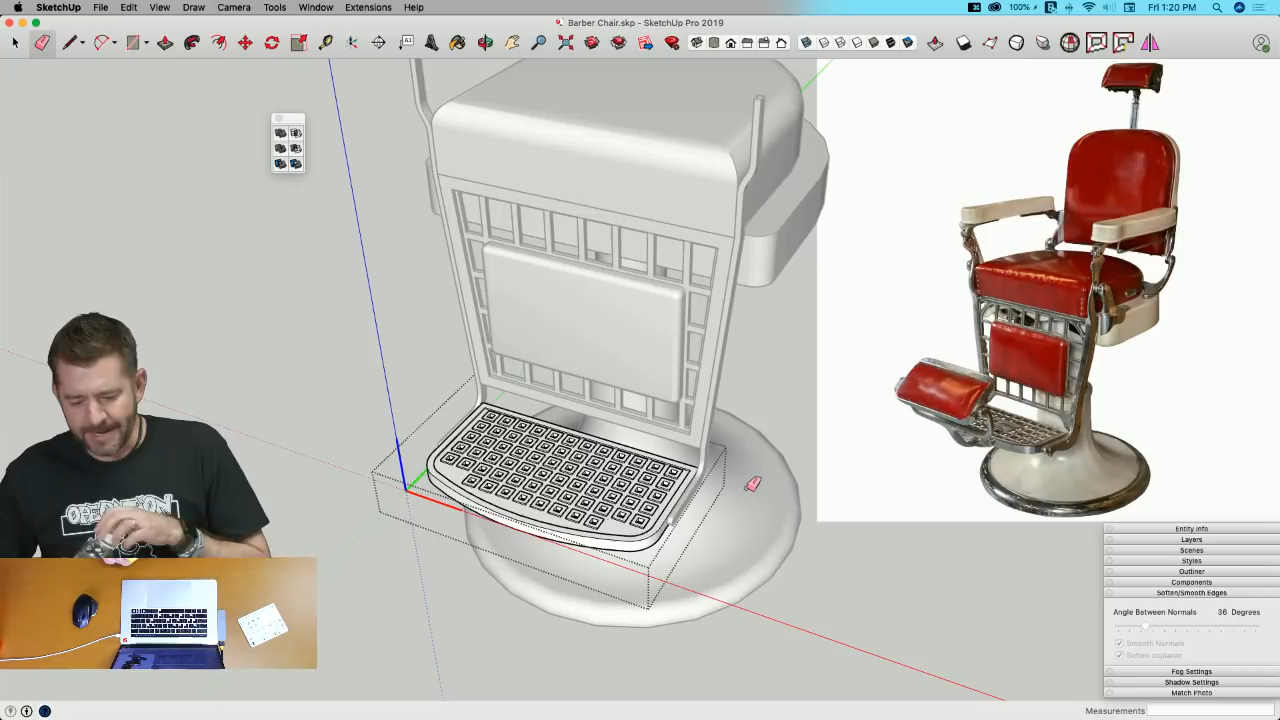 SketchUp File Edit View Draw Camera Tools Window Extensions Help
100% Fri 1:20 PM
Barber Chair.skp - SketchUp Pro 2019
OPERATION
Entity Info
Layers
Scenes
Styles
Outliner
Components
Soften/Smooth Edges
Angle Between Normals 36 Degrees
Smooth Normals
Soften coplanar
Fog Settings
Shadow Settings
Match Photo
Measurements